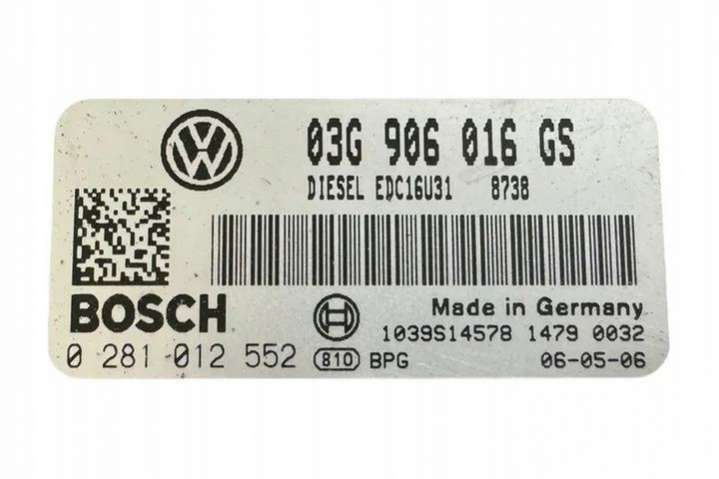 03G 906 016 GS
DIESEL EDC16U31 8738
BOSCH
Made in Germany
1039S14578 1479 0032
0 281 012 552 810 BPG 06-05-06